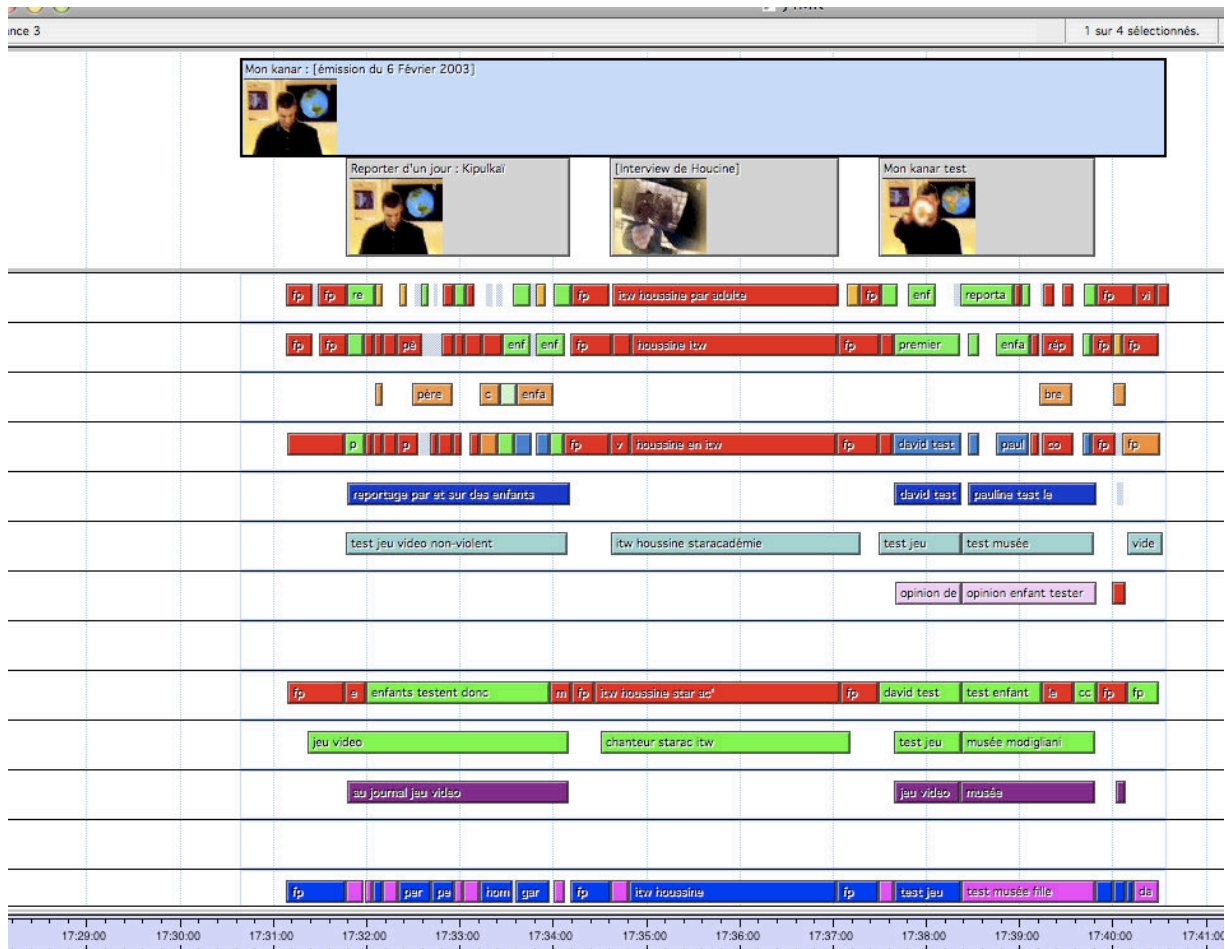 ance 3
1 sur 4 sélectionnés.
Mon kanar : [émission du 6 Février 2003]
Reporter d'un jour : Kipulkaï
[Interview de Houcine]
Mon kanar test
fp fp re fp itw houssine par adulte fp enf reporta fp vi
fp fp pé enf enf fp houssine itw fp premier enfa rép fp fp
père c enfa bre
p p fp v houssine en itw fp david test paul co fp fp
reportage par et sur des enfants david test pauline test le
test jeu video non-violent itw houssine staracadémie test jeu test musée vide
opinion de opinion enfant tester
fp e enfants testent donc m fp itw houssine star ac' fp david test test enfant le cc fp fp
jeu video chanteur starac itw test jeu musée modigliani
au journal jeu video jeu video musée
fp per pe hom gar fp itw houssine fp test jeu test musée fille da
17:29:00 17:30:00 17:31:00 17:32:00 17:33:00 17:34:00 17:35:00 17:36:00 17:37:00 17:38:00 17:39:00 17:40:00 17:41:00